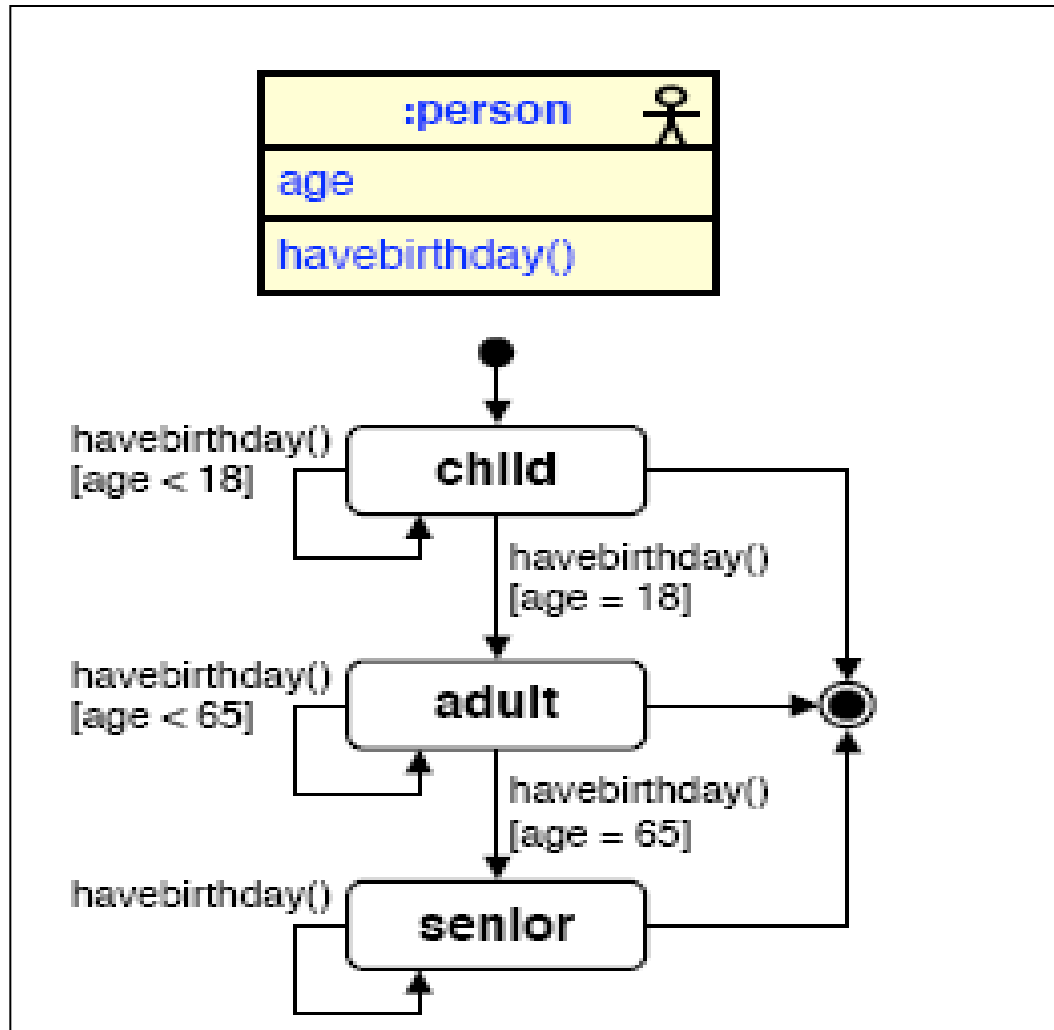 :person
age
havebirthday()
havebirthday()
[age < 18]
child
havebirthday()
[age = 18]
havebirthday()
[age < 65]
adult
havebirthday()
[age = 65]
havebirthday()
senior